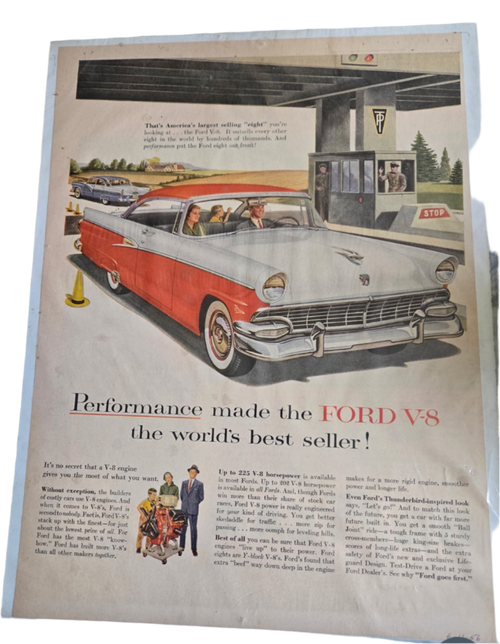 That's America's largest selling "eight" you're
looking at . . . the Ford V-8. It outsells every other
eight in the world by hundreds of thousands. And
performance put the Ford eight out front!
STOP
Performance made the FORD V-8
the world's best seller!
It's no secret that a V-8 engine
gives you the most of what you want.
Without exception, the builders
of costly cars use V-8 engines. And
when it comes to V-8's, Ford is
second to nobody. Fact is, Ford V-8's
stack up with the finest—for just
about the lowest price of all. For
Ford has the most V-8 "know-
how." Ford has built more V-8's
than all other makers together.
Up to 225 V-8 horsepower is available
in most Fords. Up to 202 V-8 horsepower
is available in all Fords. And, though Fords
win more than their share of stock car
races, Ford V-8 power is really engineered
for your kind of driving. You get better
skedaddle for traffic . . . more zip for
passing . . . more oomph for leveling hills.
Best of all you can be sure that Ford V-8
engines "live up" to their power. Ford
eights are Y-block V-8's. Ford's found that
extra "beef" way down deep in the engine
makes for a more rigid engine, smoother
power and longer life.
Even Ford's Thunderbird-inspired look
says, "Let's go!" And to match this look
of the future, you get a car with far more
future built in. You get a smooth "Ball
Joint" ride—a tough frame with 5 sturdy
cross-members—huge king-size brakes—
scores of long-life extras—and the extra
safety of Ford's new and exclusive Life-
guard Design. Test-Drive a Ford at your
Ford Dealer's. See why "Ford goes first."